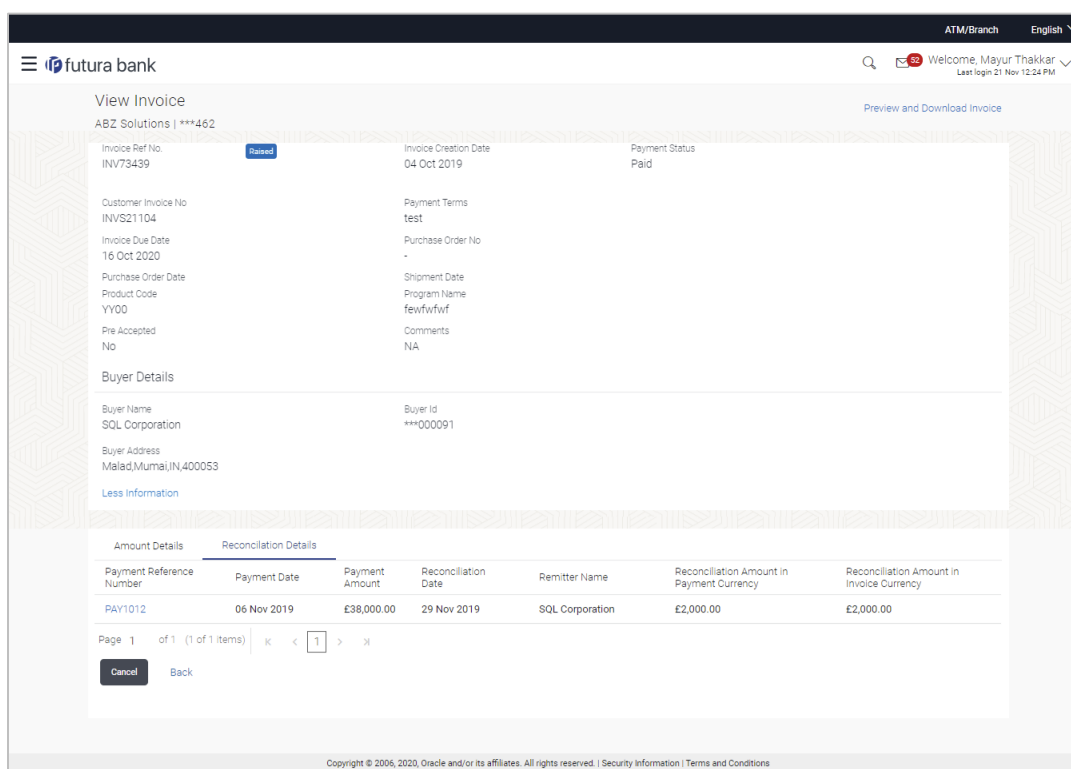 ATM/Branch English
futura bank
52 Welcome, Mayur Thakkar
Last login 21 Nov 12:24 PM
View Invoice
Preview and Download Invoice
ABZ Solutions | ***462
Invoice Ref No. Raised Invoice Creation Date Payment Status
INV73439 04 Oct 2019 Paid
Customer Invoice No Payment Terms
INVS21104 test
Invoice Due Date Purchase Order No
16 Oct 2020 -
Purchase Order Date Shipment Date
Product Code Program Name
YY00 fewfwfwf
Pre Accepted Comments
No NA
Buyer Details
Buyer Name Buyer Id
SQL Corporation ***000091
Buyer Address
Malad,Mumai,IN,400053
Less Information
Amount Details Reconcilation Details
Payment Reference Number Payment Date Payment Amount Reconciliation Date Remitter Name Reconciliation Amount in Payment Currency Reconciliation Amount in Invoice Currency
PAY1012 06 Nov 2019 £38,000.00 29 Nov 2019 SQL Corporation £2,000.00 £2,000.00
Page 1 of 1 (1 of 1 items) 1
Cancel Back
Copyright © 2006, 2020, Oracle and/or its affiliates. All rights reserved. | Security Information | Terms and Conditions